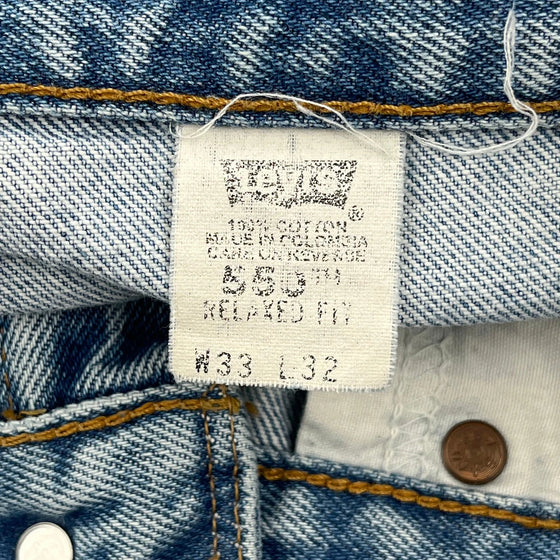 Levi's
®
100% COTTON
MADE IN COLOMBIA
CARE ON REVERSE
550™
RELAXED FIT
W33 L32